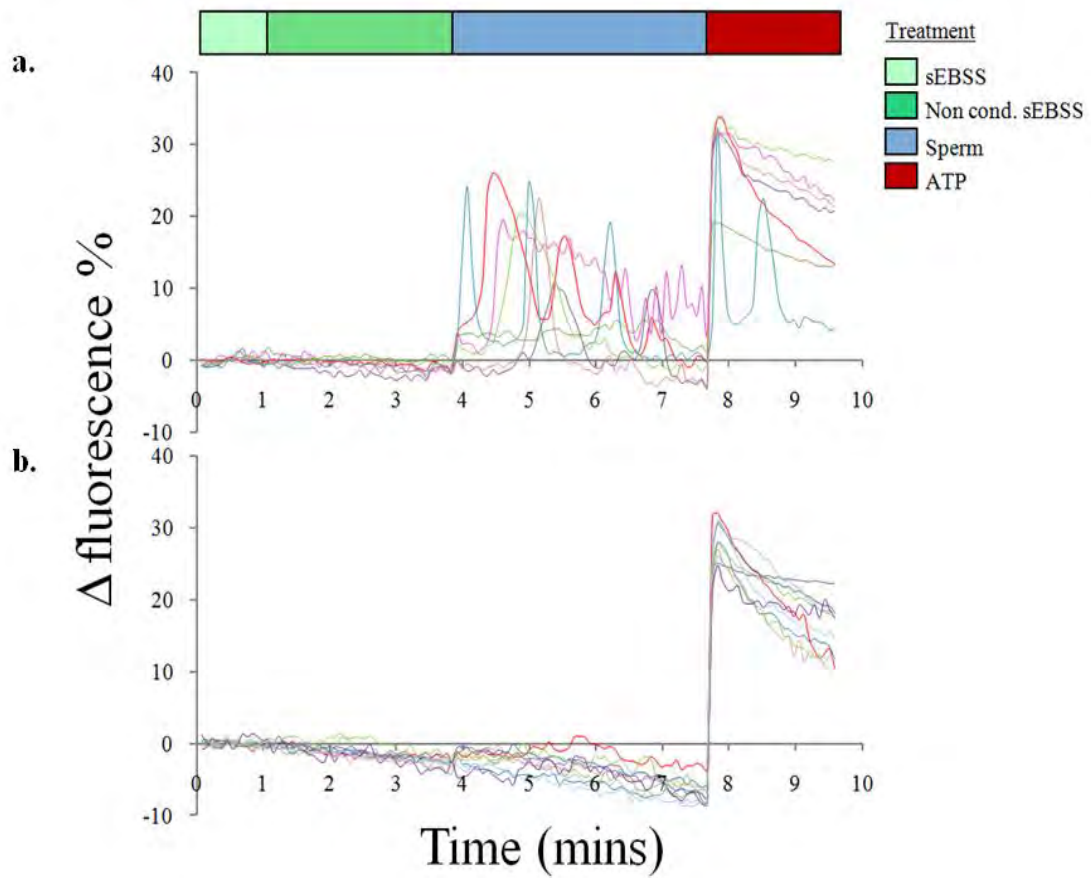 a.
Treatment
sEBSS
Non cond. sEBSS
Sperm
ATP
40
30
20
10
0
-10
0 1 2 3 4 5 6 7 8 9 10
b.
40
30
20
10
0
-10
0 1 2 3 4 5 6 7 8 9 10
Δ fluorescence %
Time (mins)